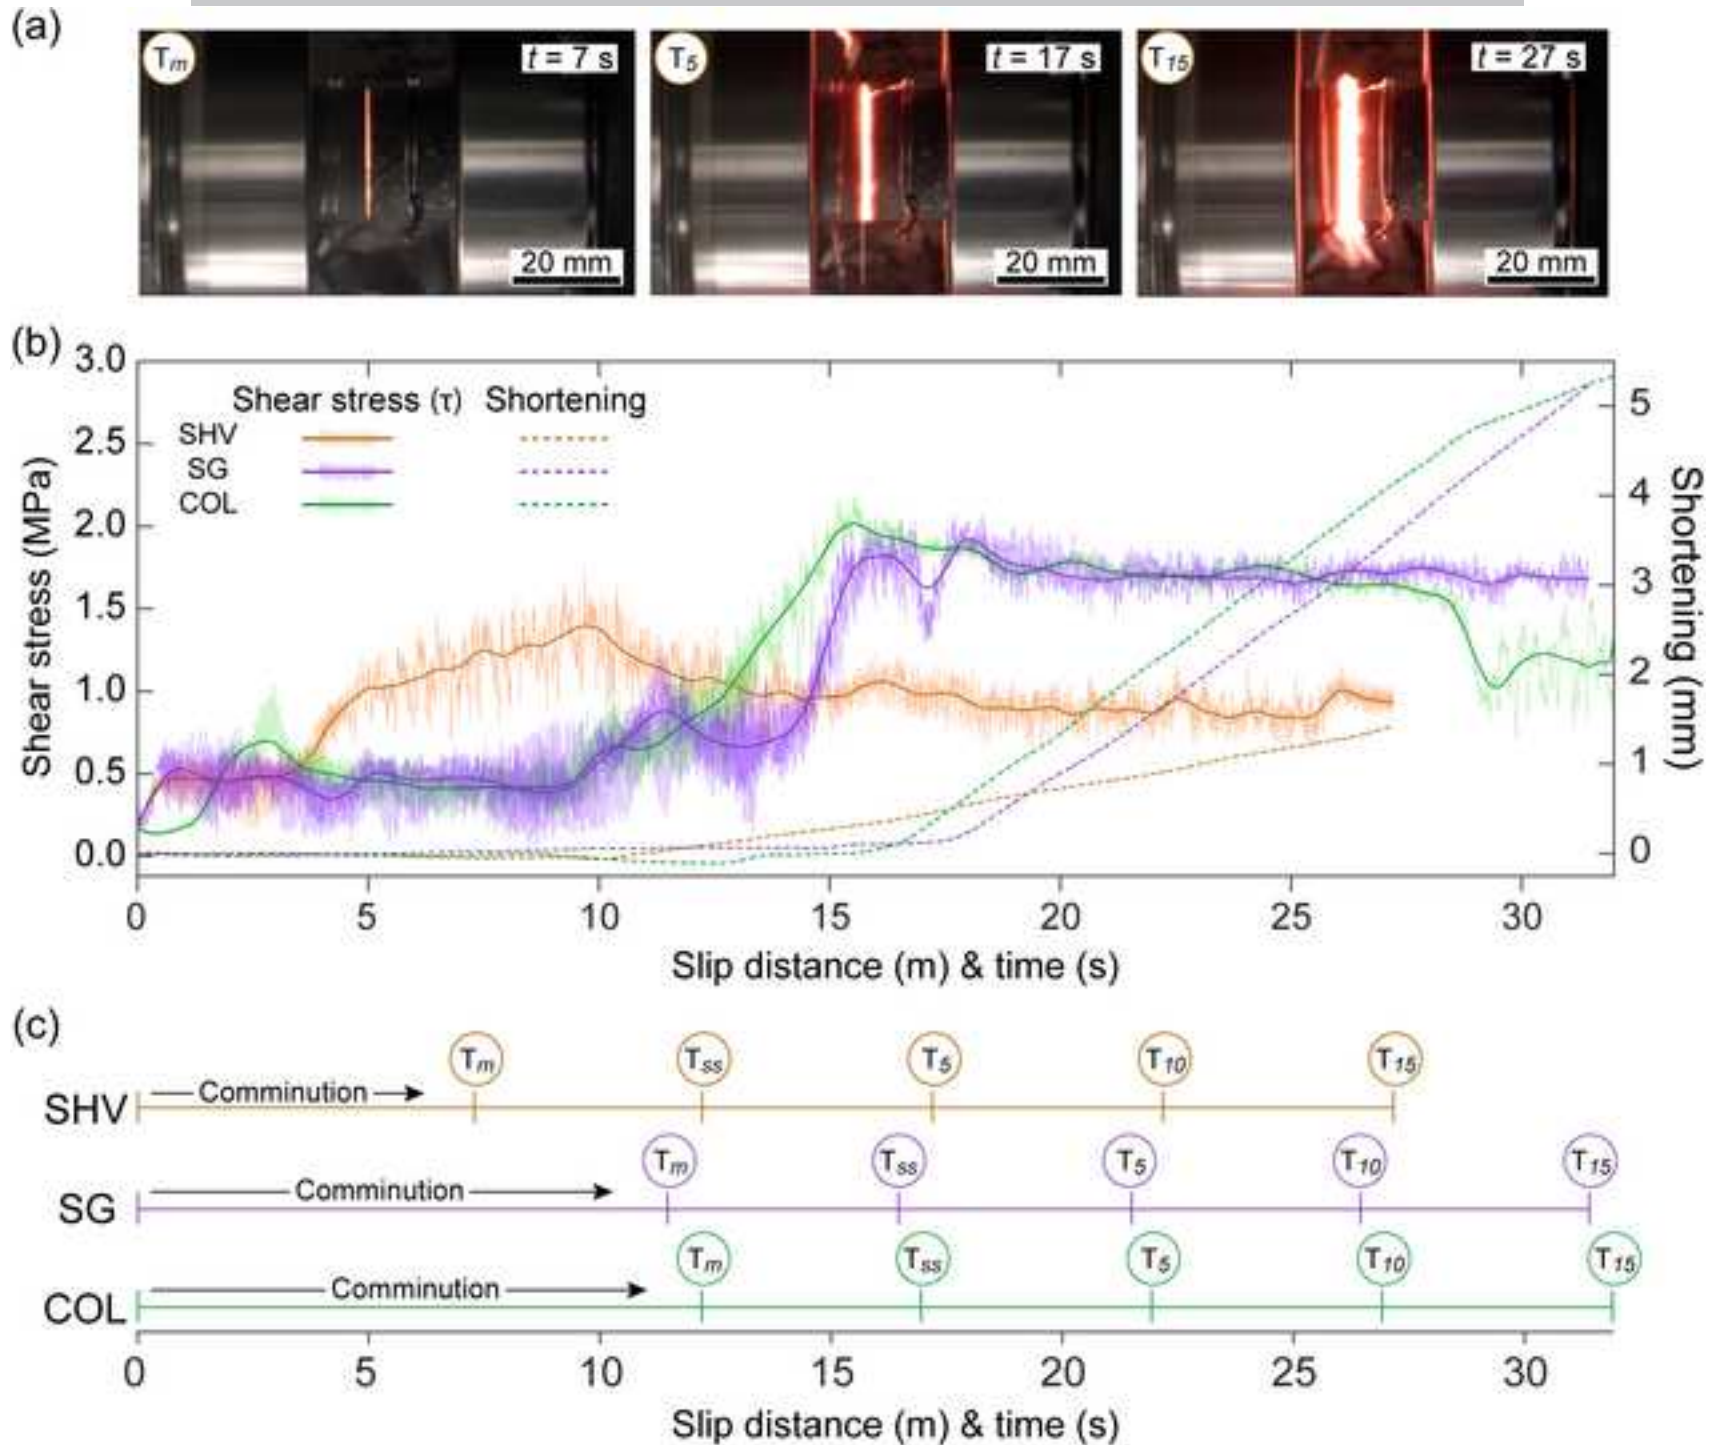 (a)
Tm t = 7 s T5 t = 17 s T15 t = 27 s
20 mm 20 mm 20 mm
(b)
Shear stress (τ) Shortening
SHV
SG
COL
3.0
2.5
2.0
1.5
1.0
0.5
0.0
Shear stress (MPa)
5
4
3
2
1
0
Shortening (mm)
0 5 10 15 20 25 30
Slip distance (m) & time (s)
(c)
Tm Tss T5 T10 T15
Comminution
SHV
Tm Tss T5 T10 T15
Comminution
SG
Tm Tss T5 T10 T15
Comminution
COL
0 5 10 15 20 25 30
Slip distance (m) & time (s)